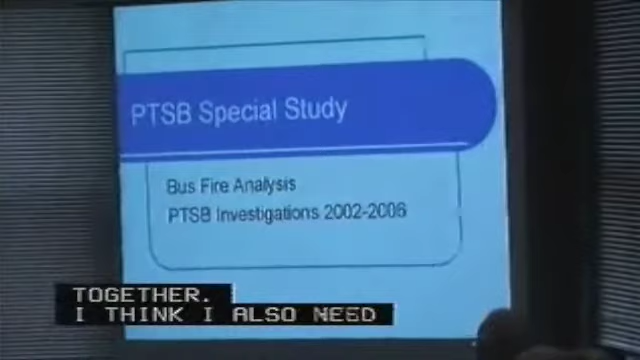 PTSB Special Study
Bus Fire Analysis
PTSB Investigations 2002-2006
TOGETHER.
I THINK I ALSO NEED